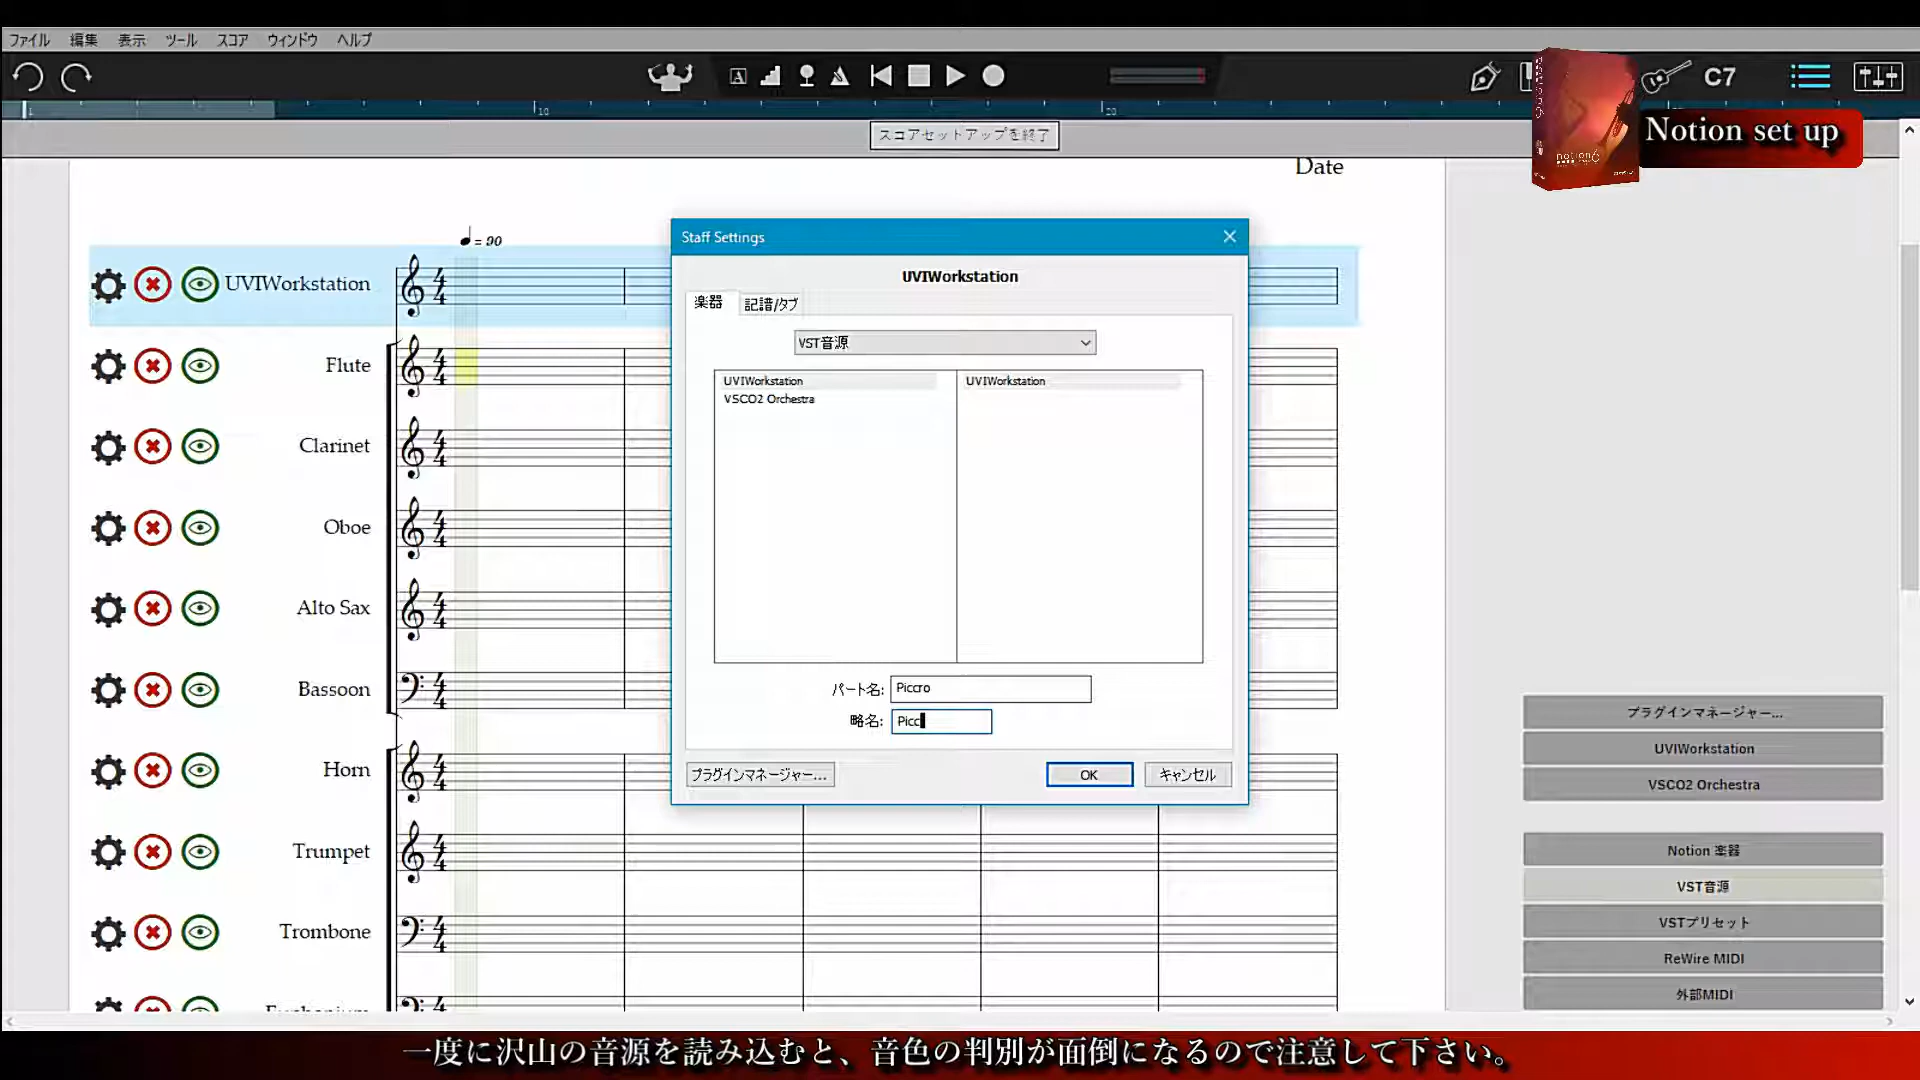 ファイル 編集 表示 ツール スコア ウィンドウ ヘルプ
A
C7
10
20
スコアセットアップを終了
Notion set up
notion6
Date
= 90
Staff Settings
UVIWorkstation
楽器 記譜/タブ
VST音源
UVIWorkstation UVIWorkstation
VSCO2 Orchestra
パート名: Piccro
略名: Picc
プラグインマネージャー... OK キャンセル
UVIWorkstation
Flute
Clarinet
Oboe
Alto Sax
Bassoon
Horn
Trumpet
Trombone
Euphonium
プラグインマネージャー...
UVIWorkstation
VSCO2 Orchestra
Notion 楽器
VST音源
VSTプリセット
ReWire MIDI
外部MIDI
一度に沢山の音源を読み込むと、音色の判別が面倒になるので注意して下さい。